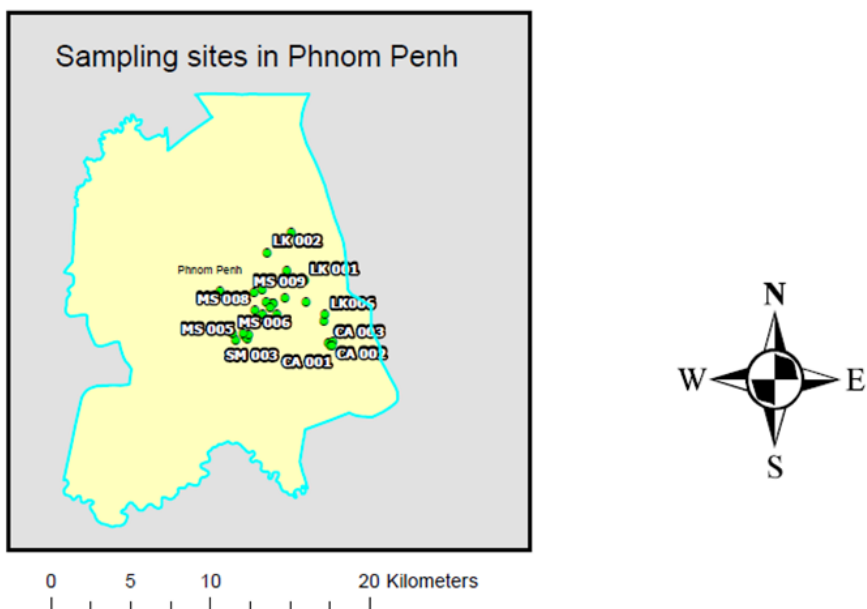 Sampling sites in Phnom Penh
LK 002
Phnom Penh
LK 001
MS 009
MS 008
LK006
MS 005
MS 006
CA 003
SM 003
CA 001
CA 002
N
W
E
S
0 5 10 20 Kilometers